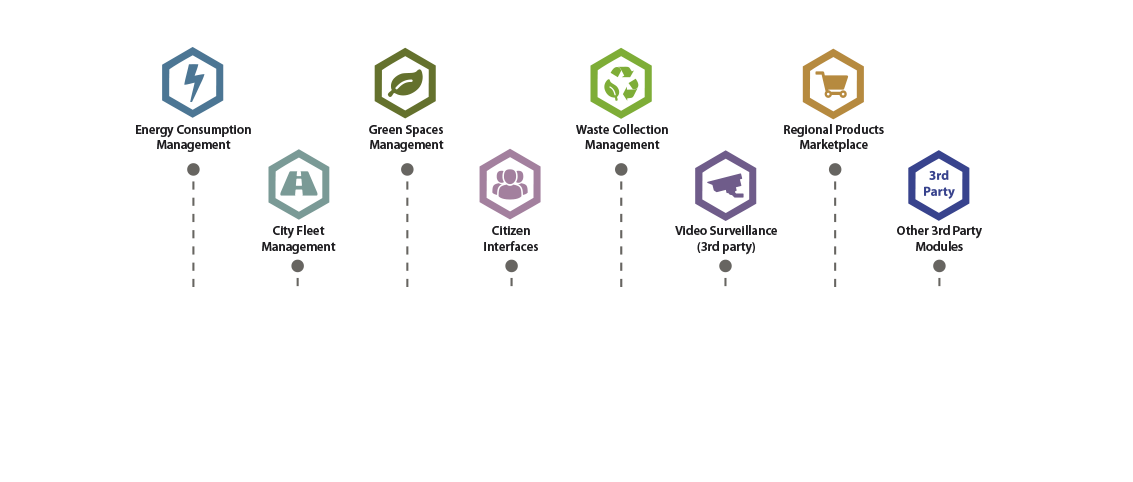 Energy Consumption
Management
Green Spaces
Management
Waste Collection
Management
Regional Products
Marketplace
City Fleet
Management
Citizen
Interfaces
Video Surveillance
(3rd party)
3rd
Party
Other 3rd Party
Modules